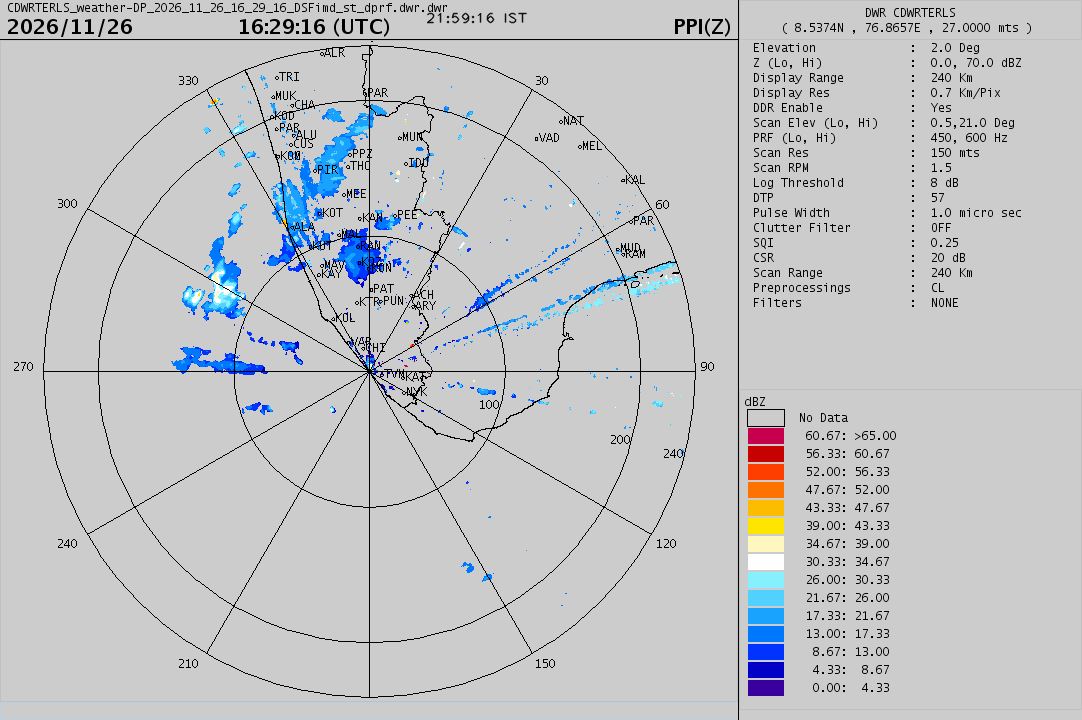 CDWRTERLS_weather-DP_2026_11_26_16_29_16_DSFimd_st_dprf.dwr.dwr
2026/11/26 16:29:16 (UTC) 21:59:16 IST PPI(Z)
DWR CDWRTERLS
( 8.5374N , 76.8657E , 27.0000 mts )
Elevation : 2.0 Deg
Z (Lo, Hi) : 0.0, 70.0 dBZ
Display Range : 240 Km
Display Res : 0.7 Km/Pix
DDR Enable : Yes
Scan Elev (Lo, Hi) : 0.5,21.0 Deg
PRF (Lo, Hi) : 450, 600 Hz
Scan Res : 150 mts
Scan RPM : 1.5
Log Threshold : 8 dB
DTP : 57
Pulse Width : 1.0 micro sec
Clutter Filter : OFF
SQI : 0.25
CSR : 20 dB
Scan Range : 240 Km
Preprocessings : CL
Filters : NONE
dBZ
No Data
60.67: >65.00
56.33: 60.67
52.00: 56.33
47.67: 52.00
43.33: 47.67
39.00: 43.33
34.67: 39.00
30.33: 34.67
26.00: 30.33
21.67: 26.00
17.33: 21.67
13.00: 17.33
8.67: 13.00
4.33: 8.67
0.00: 4.33
ALR
330
TRI
30
MUK
PAR
CHA
KOD
NAT
PAR
ALU
MUN
VAD
CUS
MEL
PPZ
THO
IDU
PIR
KAL
MEE
300
60
KOT
KAN
PEE
PAR
ALA
MUD
RAM
KON
MAV
KAY
PAT
KTR
PUN
ACH
ARY
KOL
VAR
CHI
270
90
TVM
KAT
NYK
100
200
240
240
120
210
150